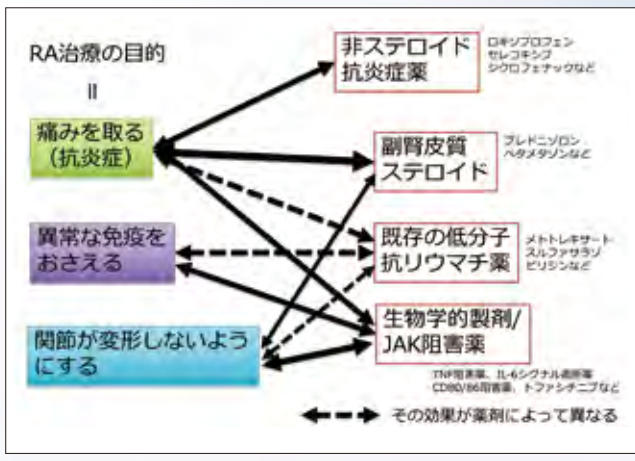 RA治療の目的
||
痛みを取る
(抗炎症)
異常な免疫を
おさえる
関節が変形しないよう
にする
非ステロイド
抗炎症薬
ロキソプロフェン
セレコキシブ
ジクロフェナックなど
副腎皮質
ステロイド
プレドニゾロン
ベタメタゾンなど
既存の低分子
抗リウマチ薬
メトトレキサート
スルファサラゾ
ピリジンなど
生物学的製剤/
JAK阻害薬
TNF阻害薬、IL-6シグナル遮断薬
CD80/86阻害薬、トファシチニブなど
その効果が薬剤によって異なる